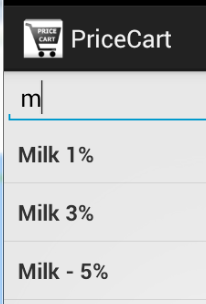 PRICE
CART
PriceCart
m
Milk 1%
Milk 3%
Milk - 5%